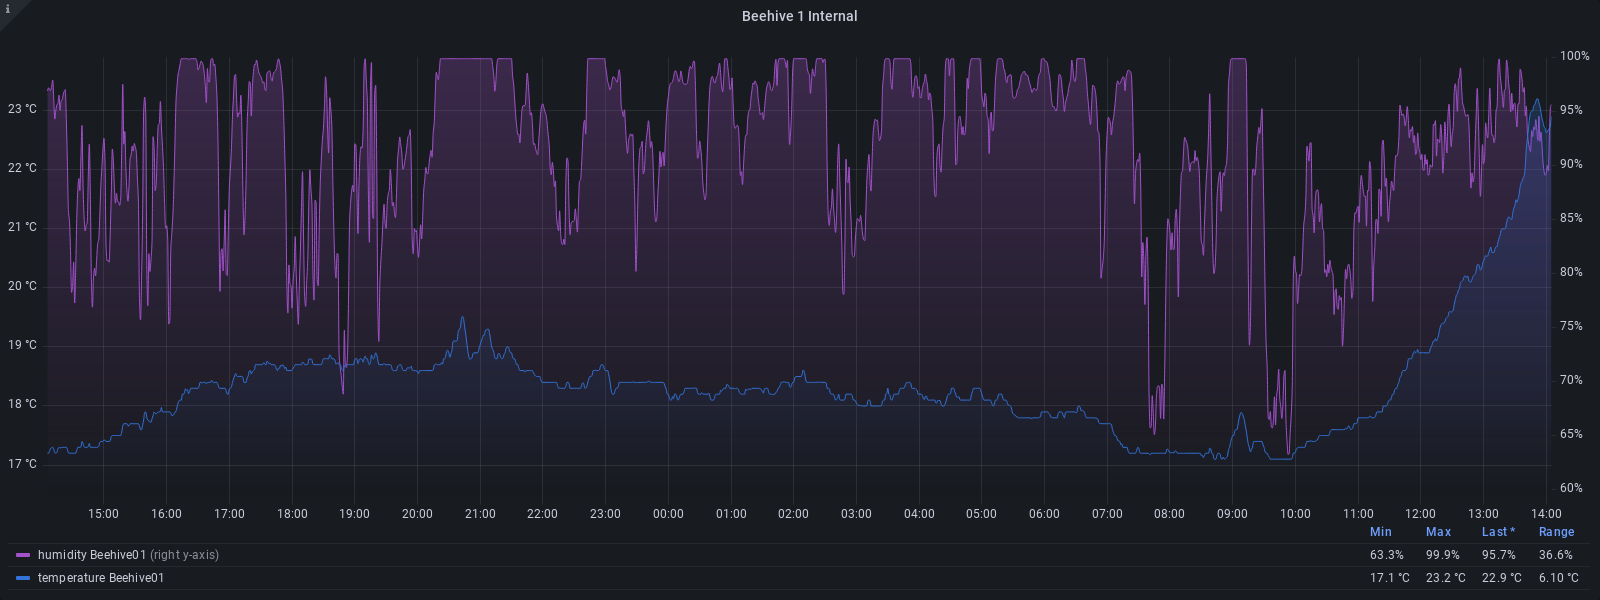 i
Beehive 1 Internal
100%
23 °C
95%
22 °C
90%
21 °C
85%
20 °C
80%
19 °C
75%
18 °C
70%
17 °C
65%
60%
15:00 16:00 17:00 18:00 19:00 20:00 21:00 22:00 23:00 00:00 01:00 02:00 03:00 04:00 05:00 06:00 07:00 08:00 09:00 10:00 11:00 12:00 13:00 14:00
Min Max Last * Range
humidity Beehive01 (right y-axis) 63.3% 99.9% 95.7% 36.6%
temperature Beehive01 17.1 °C 23.2 °C 22.9 °C 6.10 °C